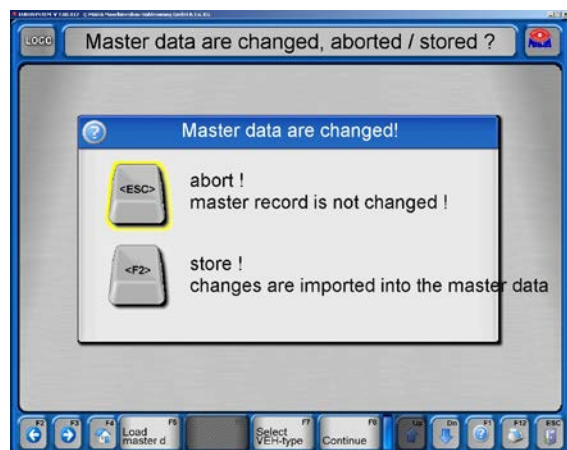 LOGO
Master data are changed, aborted / stored ?
Master data are changed!
<ESC>
abort !
master record is not changed !
<F2>
store !
changes are imported into the master data
F2
F3
F4
F5
Load
master d.
F7
Select
VEH-type
F8
Continue
Up
Dn
F1
F12
ESC